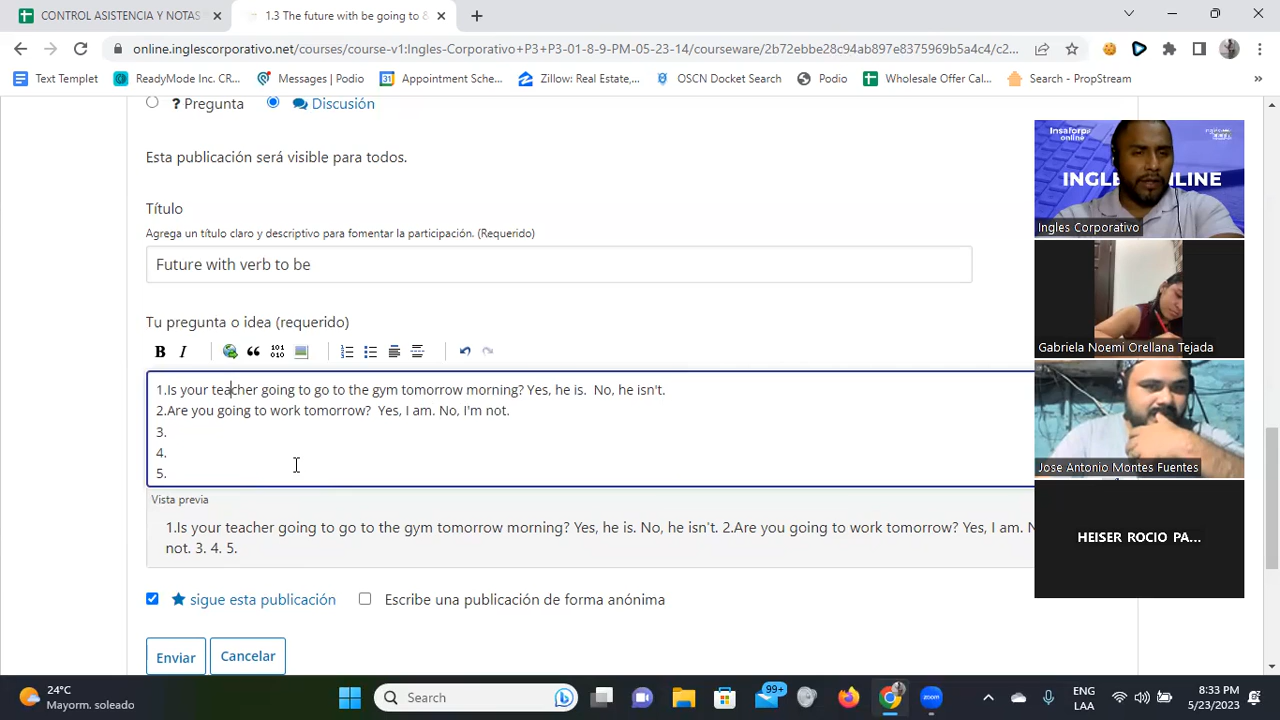 CONTROL ASISTENCIA Y NOTAS
1.3 The future with be going to &
online.inglescorporativo.net/courses/course-v1:Ingles-Corporativo+P3+P3-01-8-9-PM-05-23-14/courseware/2b72ebbe28c94ab897e8375969b5a4c4/c2...
Text Templet
ReadyMode Inc. CR...
Messages | Podio
Appointment Sche...
Zillow: Real Estate,...
OSCN Docket Search
Podio
Wholesale Offer Cal...
Search - PropStream
»
? Pregunta
Discusión
Esta publicación será visible para todos.
Título
Agrega un título claro y descriptivo para fomentar la participación. (Requerido)
Future with verb to be
Tu pregunta o idea (requerido)
B I
1.Is your teacher going to go to the gym tomorrow morning? Yes, he is.  No, he isn't.
2.Are you going to work tomorrow?  Yes, I am. No, I'm not.
3.
4.
5.
Vista previa
1.Is your teacher going to go to the gym tomorrow morning? Yes, he is. No, he isn't. 2.Are you going to work tomorrow? Yes, I am.
not. 3. 4. 5.
sigue esta publicación
Escribe una publicación de forma anónima
Enviar
Cancelar
Insaforp
online
Ingles Corporativo
Gabriela Noemi Orellana Tejada
Jose Antonio Montes Fuentes
HEISER ROCIO PA...
24°C
Mayorm. soleado
Search
99+
zoom
ENG
LAA
8:33 PM
5/23/2023